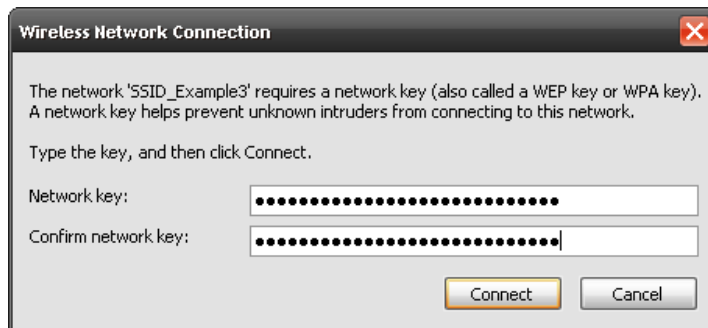 Wireless Network Connection
The network 'SSID_Example3' requires a network key (also called a WEP key or WPA key).
A network key helps prevent unknown intruders from connecting to this network.
Type the key, and then click Connect.
Network key: ●●●●●●●●●●●●●●●●●●●●●●●●●●●●
Confirm network key: ●●●●●●●●●●●●●●●●●●●●●●●●●●●●
Connect Cancel